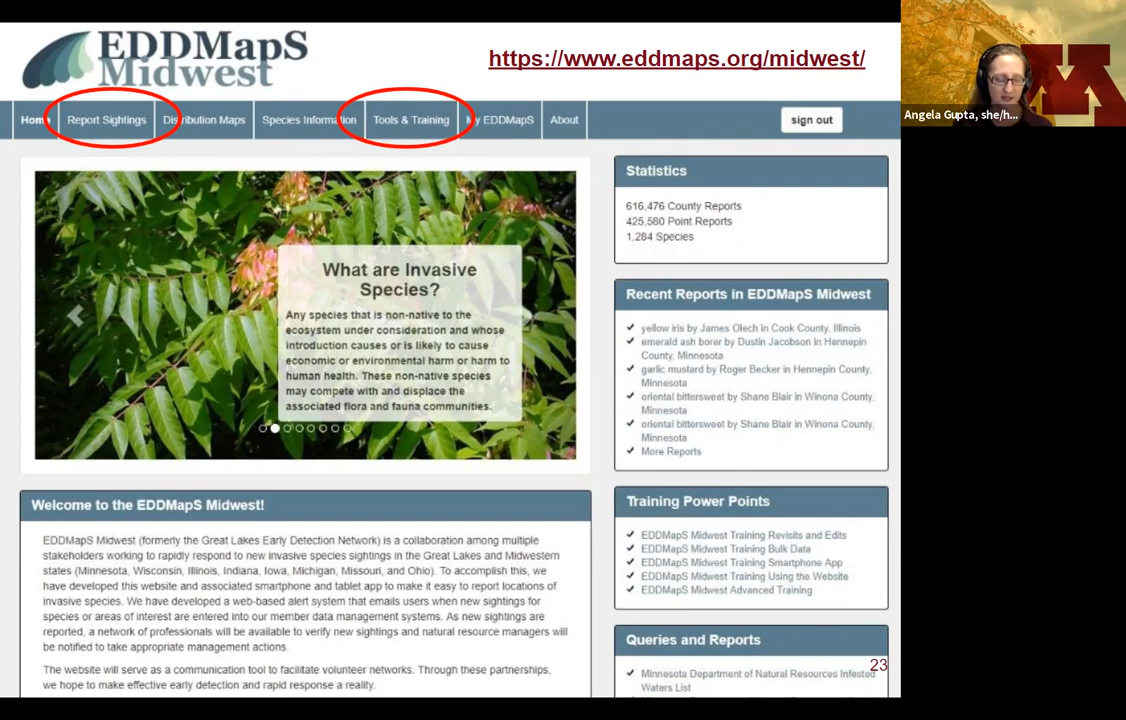 EDDMapS
Midwest
https://www.eddmaps.org/midwest/
Home
Report Sightings
Distribution Maps
Species Information
Tools & Training
My EDDMapS
About
sign out
Angela Gupta, she/h...
What are Invasive
Species?
Any species that is non-native to the
ecosystem under consideration and whose
introduction causes or is likely to cause
economic or environmental harm or harm to
human health. These non-native species
may compete with and displace the
associated flora and fauna communities.
Statistics
616,476 County Reports
425,580 Point Reports
1,284 Species
Recent Reports in EDDMapS Midwest
yellow iris by James Olech in Cook County, Illinois
emerald ash borer by Dustin Jacobson in Hennepin
County, Minnesota
garlic mustard by Roger Becker in Hennepin County,
Minnesota
oriental bittersweet by Shane Blair in Winona County,
Minnesota
oriental bittersweet by Shane Blair in Winona County,
Minnesota
More Reports
Welcome to the EDDMapS Midwest!
EDDMapS Midwest (formerly the Great Lakes Early Detection Network) is a collaboration among multiple
stakeholders working to rapidly respond to new invasive species sightings in the Great Lakes and Midwestern
states (Minnesota, Wisconsin, Illinois, Indiana, Iowa, Michigan, Missouri, and Ohio). To accomplish this, we
have developed this website and associated smartphone and tablet app to make it easy to report locations of
invasive species. We have developed a web-based alert system that emails users when new sightings for
species or areas of interest are entered into our member data management systems. As new sightings are
reported, a network of professionals will be available to verify new sightings and natural resource managers will
be notified to take appropriate management actions.
The website will serve as a communication tool to facilitate volunteer networks. Through these partnerships,
we hope to make effective early detection and rapid response a reality.
Training Power Points
EDDMapS Midwest Training Revisits and Edits
EDDMapS Midwest Training Bulk Data
EDDMapS Midwest Training Smartphone App
EDDMapS Midwest Training Using the Website
EDDMapS Midwest Advanced Training
Queries and Reports
23
Minnesota Department of Natural Resources Infested
Waters List